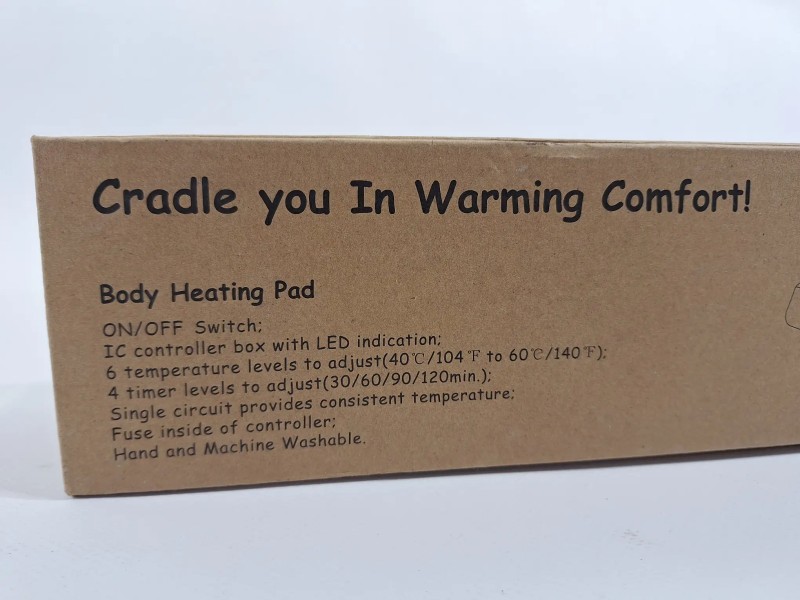 Cradle you In Warming Comfort!
Body Heating Pad
ON/OFF Switch;
IC controller box with LED indication;
6 temperature levels to adjust(40℃/104℉ to 60℃/140℉);
4 timer levels to adjust(30/60/90/120min.);
Single circuit provides consistent temperature;
Fuse inside of controller;
Hand and Machine Washable.